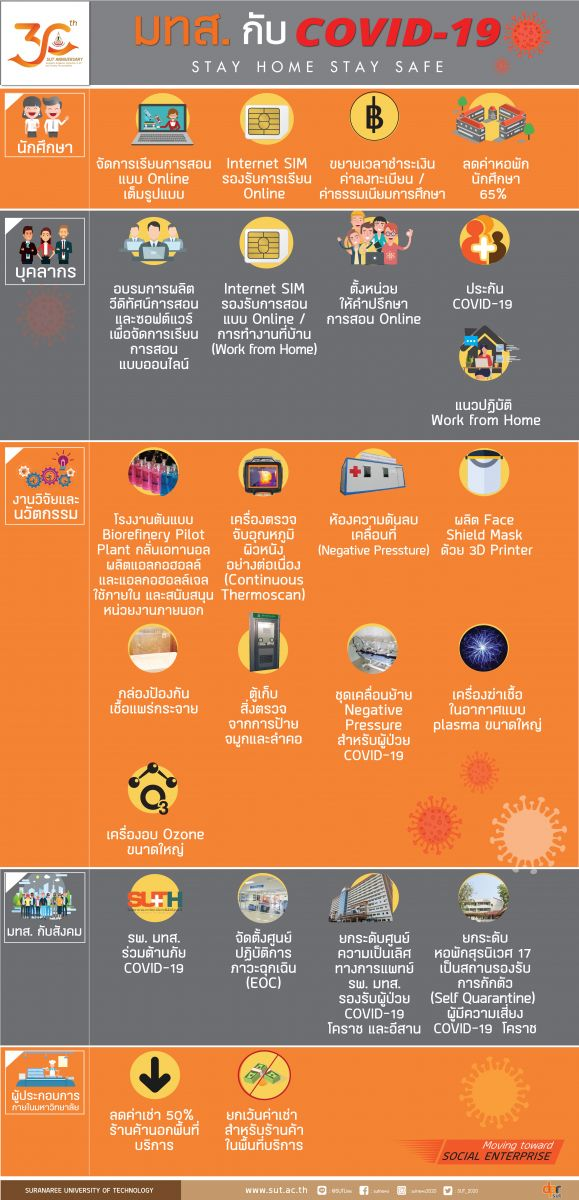 30th
SUT ANNIVERSARY
มทส. กับ COVID-19
STAY HOME STAY SAFE
นักศึกษา
จัดการเรียนการสอน
แบบ Online
เต็มรูปแบบ
Internet SIM
รองรับการเรียน
Online
ขยายเวลาชำระเงิน
ค่าลงทะเบียน /
ค่าธรรมเนียมการศึกษา
ลดค่าหอพัก
นักศึกษา
65%
บุคลากร
อบรมการผลิต
วีดิทัศน์การสอน
และซอฟต์แวร์
เพื่อจัดการเรียน
การสอน
แบบออนไลน์
Internet SIM
รองรับการสอน
แบบ Online /
การทำงานที่บ้าน
(Work from Home)
ตั้งหน่วย
ให้คำปรึกษา
การสอน Online
ประกัน
COVID-19
แนวปฏิบัติ
Work from Home
งานวิจัยและ
นวัตกรรม
โรงงานต้นแบบ
Biorefinery Pilot
Plant กลั่นเอทานอล
ผลิตแอลกอฮอลล์
และแอลกอฮอลล์เจล
ใช้ภายใน และสนับสนุน
หน่วยงานภายนอก
เครื่องตรวจ
จับอุณหภูมิ
ผิวหนัง
อย่างต่อเนื่อง
(Continuous
Thermoscan)
ห้องความดันลบ
เคลื่อนที่
(Negative Pressture)
ผลิต Face
Shield Mask
ด้วย 3D Printer
กล่องป้องกัน
เชื้อแพร่กระจาย
ตู้เก็บ
สิ่งตรวจ
จากการป้าย
จมูกและลำคอ
ชุดเคลื่อนย้าย
Negative
Pressure
สำหรับผู้ป่วย
COVID-19
เครื่องฆ่าเชื้อ
ในอากาศแบบ
plasma ขนาดใหญ่
O3
เครื่องอบ Ozone
ขนาดใหญ่
มทส. กับสังคม
SUTH
รพ. มทส.
ร่วมต้านภัย
COVID-19
จัดตั้งศูนย์
ปฏิบัติการ
ภาวะฉุกเฉิน
(EOC)
ยกระดับศูนย์
ความเป็นเลิศ
ทางการแพทย์
รพ. มทส.
รองรับผู้ป่วย
COVID-19
โคราช และอีสาน
ยกระดับ
หอพักสุรนิเวศ 17
เป็นสถานรองรับ
การกักตัว
(Self Quarantine)
ผู้มีความเสี่ยง
COVID-19 โคราช
ผู้ประกอบการ
ภายในมหาวิทยาลัย
ลดค่าเช่า 50%
ร้านค้านอกพื้นที่
บริการ
ยกเว้นค่าเช่า
สำหรับร้านค้า
ในพื้นที่บริการ
Moving toward
SOCIAL ENTERPRISE
SURANAREE UNIVERSITY OF TECHNOLOGY
www.sut.ac.th
@SUTLine
sutnews
sutnews2020
SUT_2020